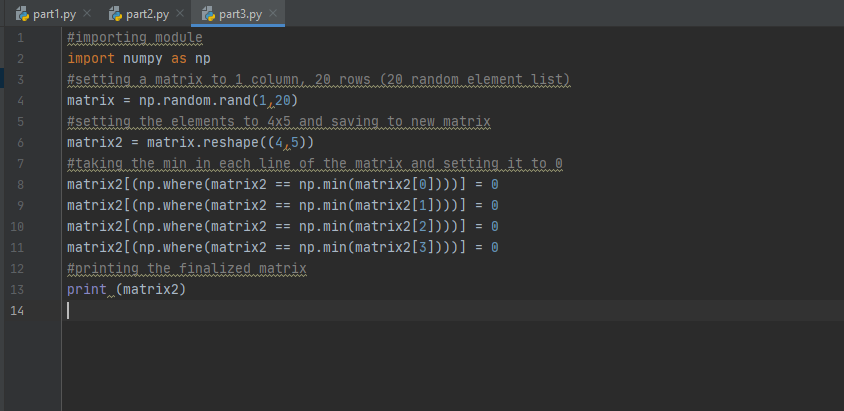 part1.py part2.py part3.py
1 #importing module
2 import numpy as np
3 #setting a matrix to 1 column, 20 rows (20 random element list)
4 matrix = np.random.rand(1,20)
5 #setting the elements to 4x5 and saving to new matrix
6 matrix2 = matrix.reshape((4,5))
7 #taking the min in each line of the matrix and setting it to 0
8 matrix2[(np.where(matrix2 == np.min(matrix2[0])))] = 0
9 matrix2[(np.where(matrix2 == np.min(matrix2[1])))] = 0
10 matrix2[(np.where(matrix2 == np.min(matrix2[2])))] = 0
11 matrix2[(np.where(matrix2 == np.min(matrix2[3])))] = 0
12 #printing the finalized matrix
13 print (matrix2)
14